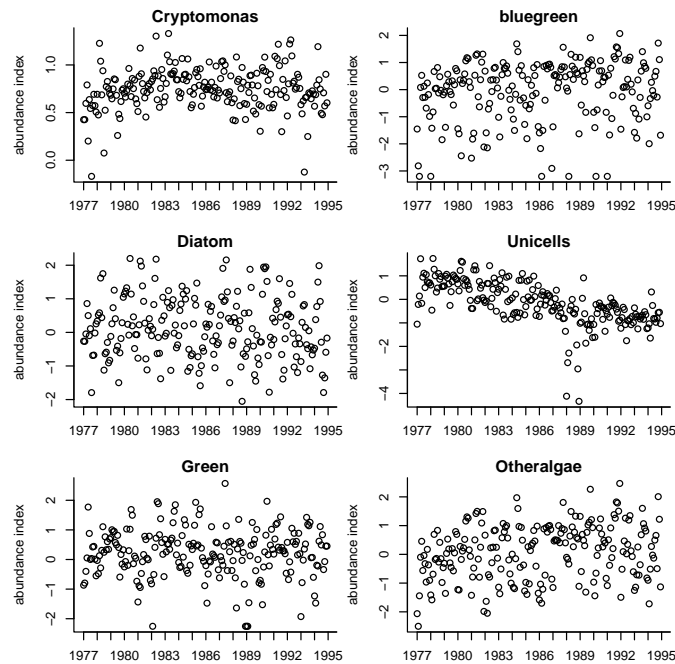 Cryptomonas
abundance index
0.0 0.5 1.0
1977 1980 1983 1986 1989 1992 1995
bluegreen
abundance index
-3 -2 -1 0 1 2
1977 1980 1983 1986 1989 1992 1995
Diatom
abundance index
-2 -1 0 1 2
1977 1980 1983 1986 1989 1992 1995
Unicells
abundance index
-4 -2 0 1
1977 1980 1983 1986 1989 1992 1995
Green
abundance index
-2 -1 0 1 2
1977 1980 1983 1986 1989 1992 1995
Otheralgae
abundance index
-2 -1 0 1 2
1977 1980 1983 1986 1989 1992 1995